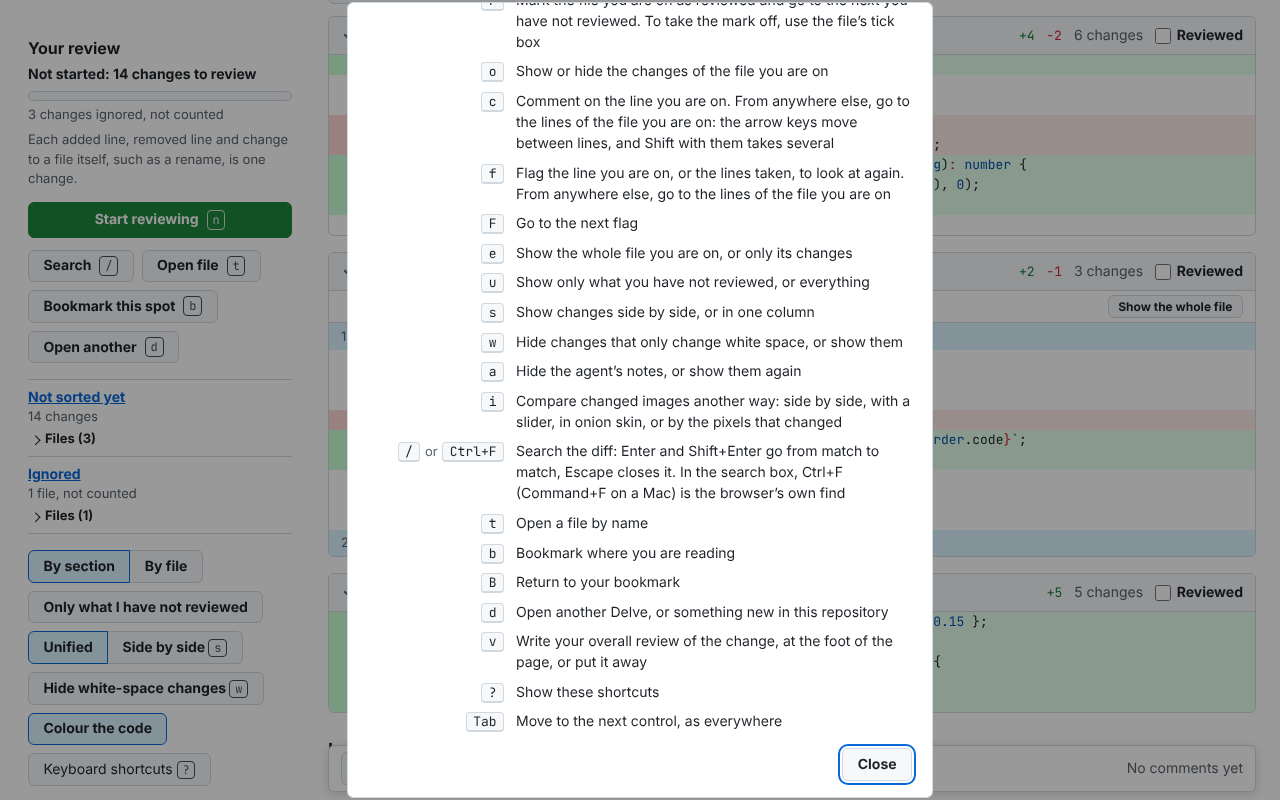 Your review
Not started: 14 changes to review
3 changes ignored, not counted
Each added line, removed line and change
to a file itself, such as a rename, is one
change.
Start reviewing n
Search /
Open file t
Bookmark this spot b
Open another d
Not sorted yet
14 changes
Files (3)
Ignored
1 file, not counted
Files (1)
By section
By file
Only what I have not reviewed
Unified
Side by side s
Hide white-space changes w
Colour the code
Keyboard shortcuts ?
Mark the file you are on as reviewed and go to the next you
have not reviewed. To take the mark off, use the file’s tick
box
o Show or hide the changes of the file you are on
c Comment on the line you are on. From anywhere else, go to
the lines of the file you are on: the arrow keys move
between lines, and Shift with them takes several
f Flag the line you are on, or the lines taken, to look at again.
From anywhere else, go to the lines of the file you are on
F Go to the next flag
e Show the whole file you are on, or only its changes
u Show only what you have not reviewed, or everything
s Show changes side by side, or in one column
w Hide changes that only change white space, or show them
a Hide the agent’s notes, or show them again
i Compare changed images another way: side by side, with a
slider, in onion skin, or by the pixels that changed
/ or Ctrl+F Search the diff: Enter and Shift+Enter go from match to
match, Escape closes it. In the search box, Ctrl+F
(Command+F on a Mac) is the browser’s own find
t Open a file by name
b Bookmark where you are reading
B Return to your bookmark
d Open another Delve, or something new in this repository
v Write your overall review of the change, at the foot of the
page, or put it away
? Show these shortcuts
Tab Move to the next control, as everywhere
Close
+4 -2 6 changes Reviewed
;
g): number {
), 0);
+2 -1 3 changes Reviewed
Show the whole file
1
rder.code}`;
2
+5 5 changes Reviewed
0.15 };
{
No comments yet